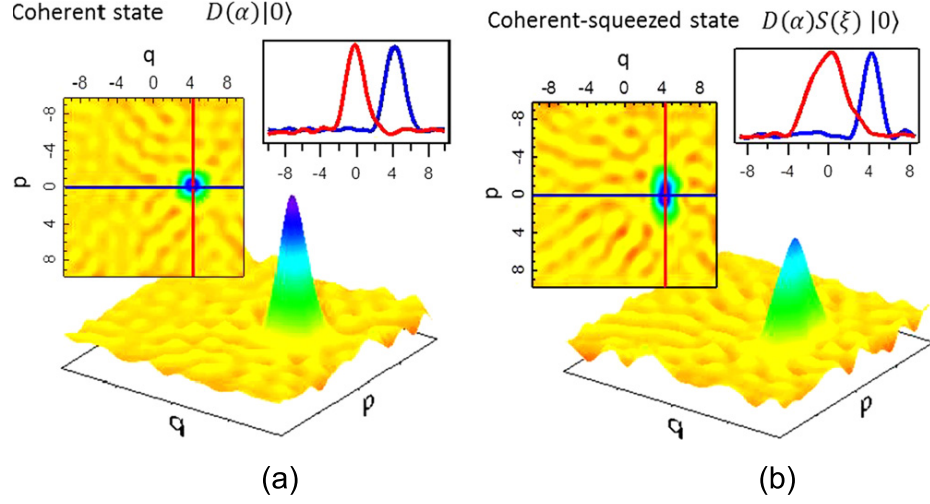 Coherent state D(α)|0⟩
q
-8 -4 0 4 8
p
-8
-4
0
4
8
-8 -4 0 4 8
q
p
(a)
Coherent-squeezed state D(α)S(ξ) |0⟩
q
-8 -4 0 4 8
p
-8
-4
0
4
8
-8 -4 0 4 8
q
p
(b)